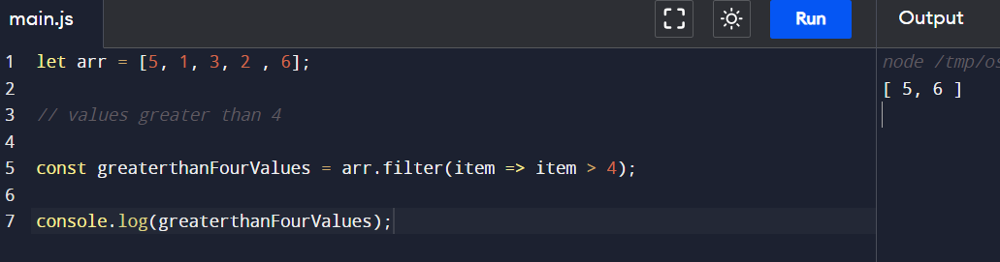 main.js
Run
Output
1 let arr = [5, 1, 3, 2 , 6];
2
3 // values greater than 4
4
5 const greaterthanFourValues = arr.filter(item => item > 4);
6
7 console.log(greaterthanFourValues);
node /tmp/
[ 5, 6 ]